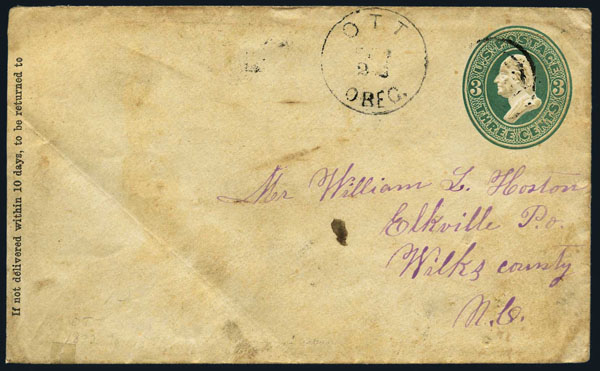 If not delivered within 10 days, to be returned to
OTT
OREG.
U.S. POSTAGE
3 3
THREE CENTS
Mr William L. Hoston
Elkville P.o.
Wilks county
N.C.